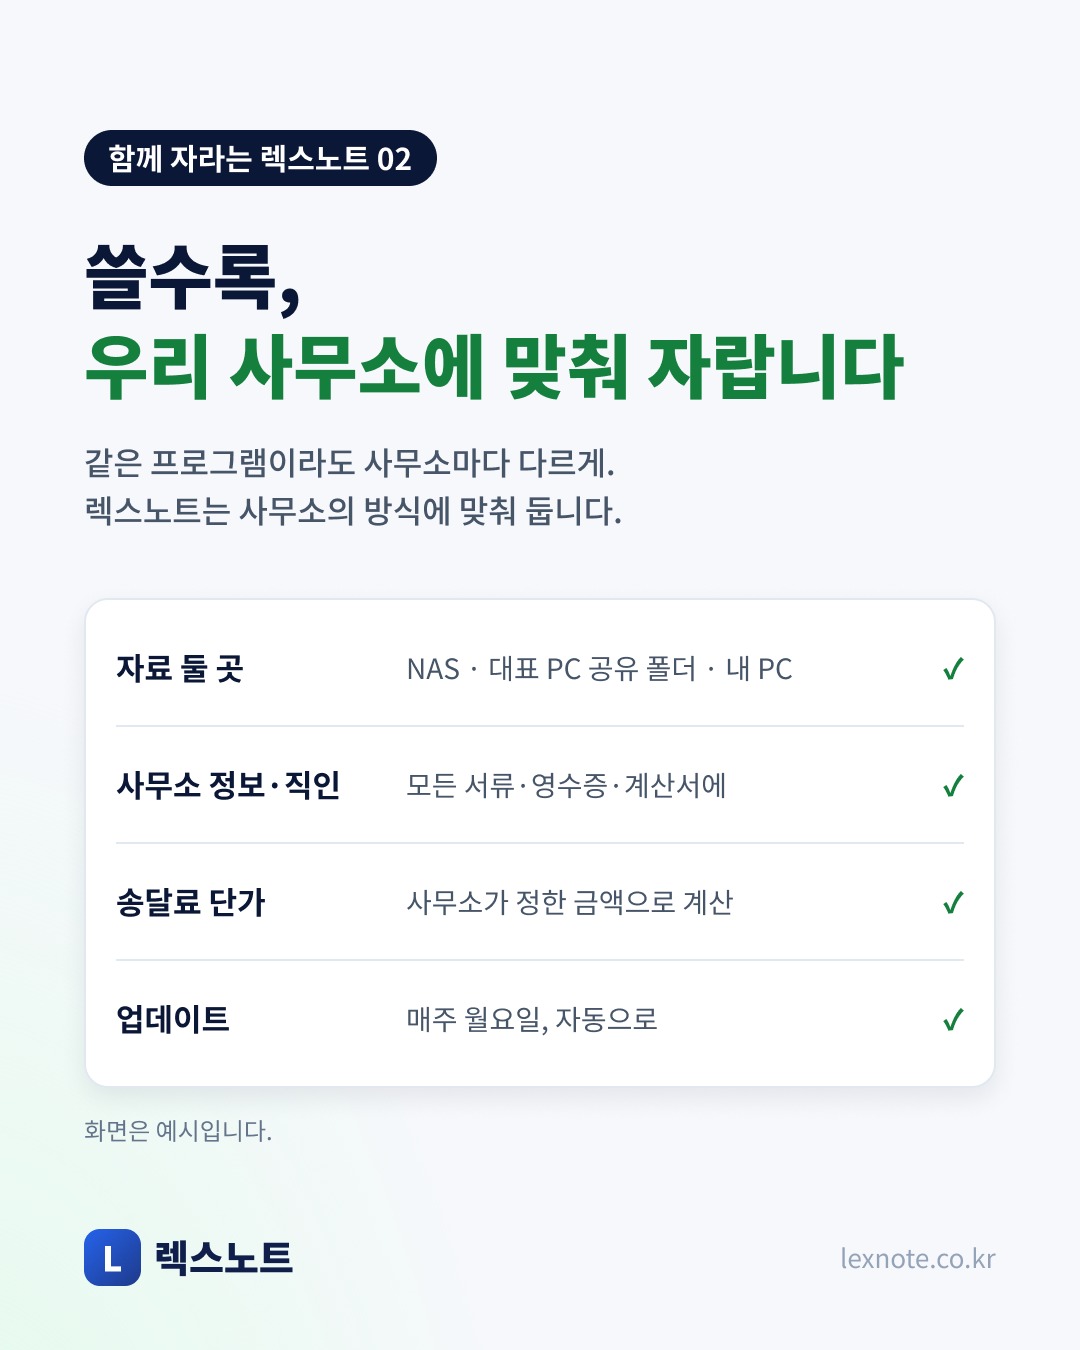 함께 자라는 렉스노트 02
쓸수록,
우리 사무소에 맞춰 자랍니다
같은 프로그램이라도 사무소마다 다르게.
렉스노트는 사무소의 방식에 맞춰 둡니다.
자료 둘 곳 NAS · 대표 PC 공유 폴더 · 내 PC ✓
사무소 정보·직인 모든 서류·영수증·계산서에 ✓
송달료 단가 사무소가 정한 금액으로 계산 ✓
업데이트 매주 월요일, 자동으로 ✓
화면은 예시입니다.
L 렉스노트 lexnote.co.kr